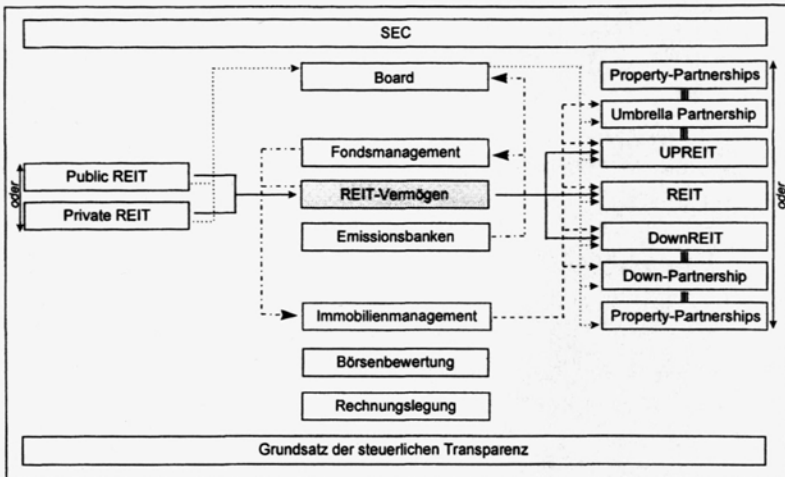 SEC
Board
Fondsmanagement
REIT-Vermögen
Emissionsbanken
Immobilienmanagement
Börsenbewertung
Rechnungslegung
oder
Public REIT
Private REIT
Property-Partnerships
Umbrella Partnership
UPREIT
REIT
DownREIT
Down-Partnership
Property-Partnerships
oder
Grundsatz der steuerlichen Transparenz